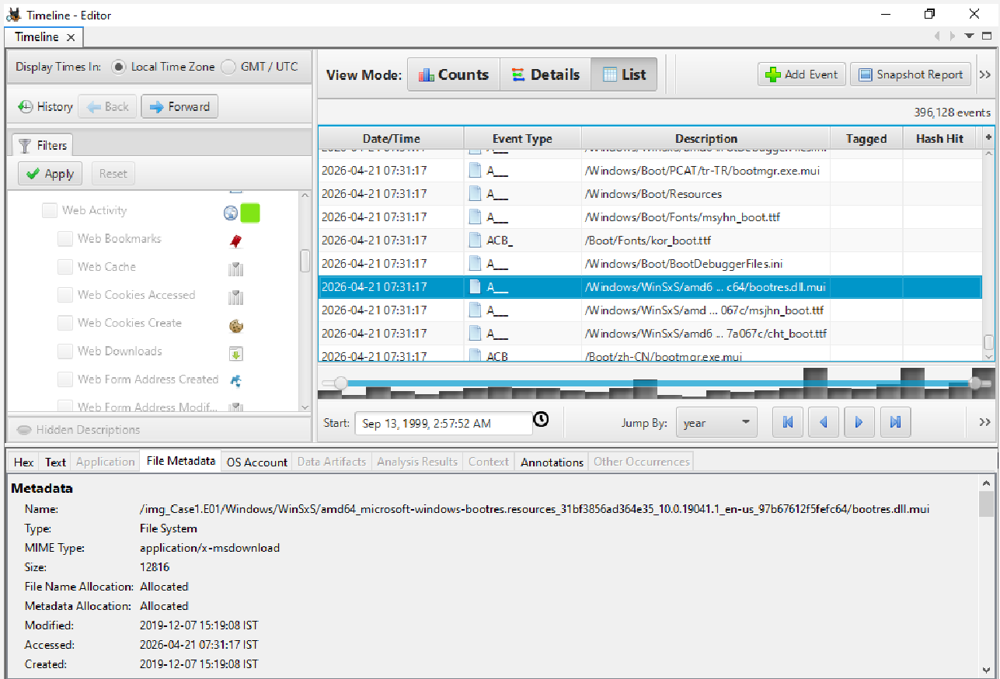 Timeline - Editor
Timeline
Display Times In: Local Time Zone GMT / UTC
History Back Forward
Filters
Apply Reset
Web Activity
Web Bookmarks
Web Cache
Web Cookies Accessed
Web Cookies Create
Web Downloads
Web Form Address Created
Web Form Address Modif...
Hidden Descriptions
View Mode: Counts Details List Add Event Snapshot Report >>
396,128 events
Date/Time Event Type Description Tagged Hash Hit +
2026-04-21 07:31:17 A___ /Windows/Boot/PCAT/tr-TR/bootmgr.exe.mui
2026-04-21 07:31:17 A___ /Windows/Boot/Resources
2026-04-21 07:31:17 A___ /Windows/Boot/Fonts/msyhn_boot.ttf
2026-04-21 07:31:17 ACB_ /Boot/Fonts/kor_boot.ttf
2026-04-21 07:31:17 A___ /Windows/Boot/BootDebuggerFiles.ini
2026-04-21 07:31:17 A___ /Windows/WinSxS/amd6 ... c64/bootres.dll.mui
2026-04-21 07:31:17 A___ /Windows/WinSxS/amd ... 067c/msjhn_boot.ttf
2026-04-21 07:31:17 A___ /Windows/WinSxS/amd6 ... 7a067c/cht_boot.ttf
2026-04-21 07:31:17 ACB /Boot/zh-CN/bootmgr.exe.mui
Start: Sep 13, 1999, 2:57:52 AM Jump By: year >>
Hex Text Application File Metadata OS Account Data Artifacts Analysis Results Context Annotations Other Occurrences
Metadata
Name: /img_Case1.E01/Windows/WinSxS/amd64_microsoft-windows-bootres.resources_31bf3856ad364e35_10.0.19041.1_en-us_97b67612f5fefc64/bootres.dll.mui
Type: File System
MIME Type: application/x-msdownload
Size: 12816
File Name Allocation: Allocated
Metadata Allocation: Allocated
Modified: 2019-12-07 15:19:08 IST
Accessed: 2026-04-21 07:31:17 IST
Created: 2019-12-07 15:19:08 IST